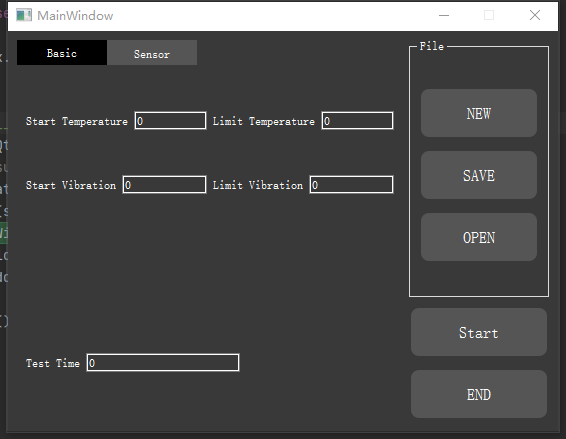 MainWindow
Basic Sensor
File
Start Temperature 0 Limit Temperature 0
NEW
Start Vibration 0 Limit Vibration 0
SAVE
OPEN
Start
Test Time 0
END